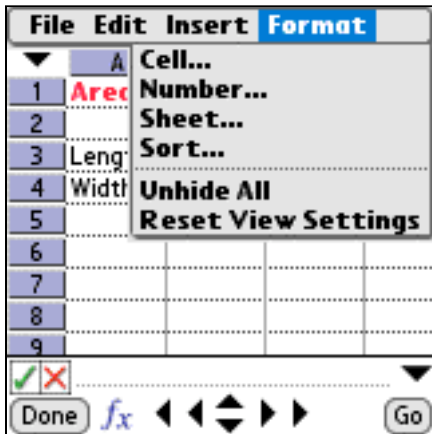 File Edit Insert Format
A Cell...
1 Number...
2 Sheet...
3 Sort...
4 Unhide All
5 Reset View Settings
6
7
8
9
Done fx Go